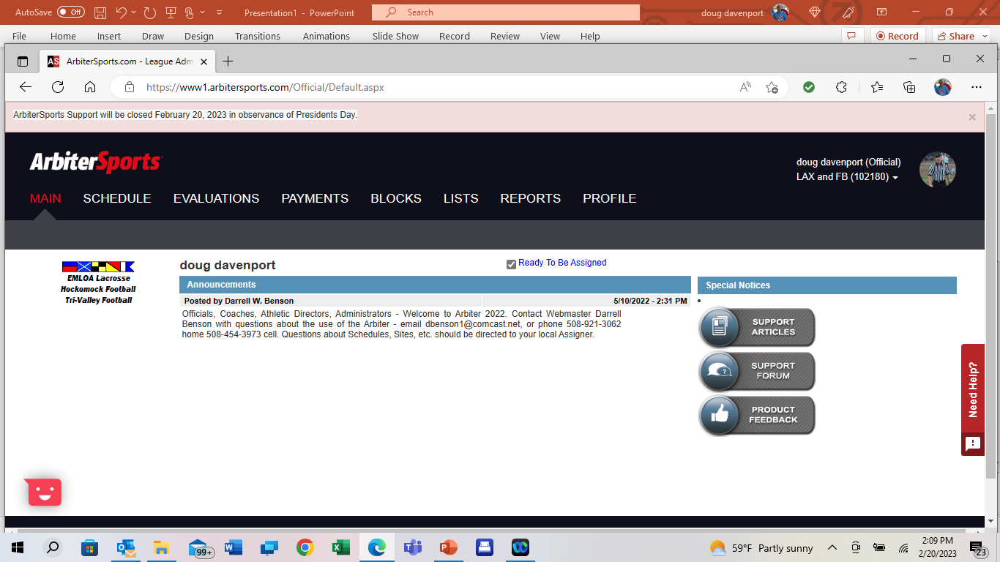 AutoSave Off Presentation1 - PowerPoint Search doug davenport
File Home Insert Draw Design Transitions Animations Slide Show Record Review View Help Record Share
AS ArbiterSports.com - League Adm
https://www1.arbitersports.com/Official/Default.aspx
ArbiterSports Support will be closed February 20, 2023 in observance of Presidents Day.
ArbiterSports
doug davenport (Official)
LAX and FB (102180)
MAIN SCHEDULE EVALUATIONS PAYMENTS BLOCKS LISTS REPORTS PROFILE
EMLOA Lacrosse
Hockomock Football
Tri-Valley Football
doug davenport Ready To Be Assigned
Announcements
Posted by Darrell W. Benson 5/10/2022 - 2:31 PM
Officials, Coaches, Athletic Directors, Administrators - Welcome to Arbiter 2022. Contact Webmaster Darrell
Benson with questions about the use of the Arbiter - email dbenson1@comcast.net, or phone 508-921-3062
home 508-454-3973 cell. Questions about Schedules, Sites, etc. should be directed to your local Assigner.
Special Notices
SUPPORT
ARTICLES
SUPPORT
FORUM
PRODUCT
FEEDBACK
Need Help?
99+
59°F Partly sunny
2:09 PM
2/20/2023
23